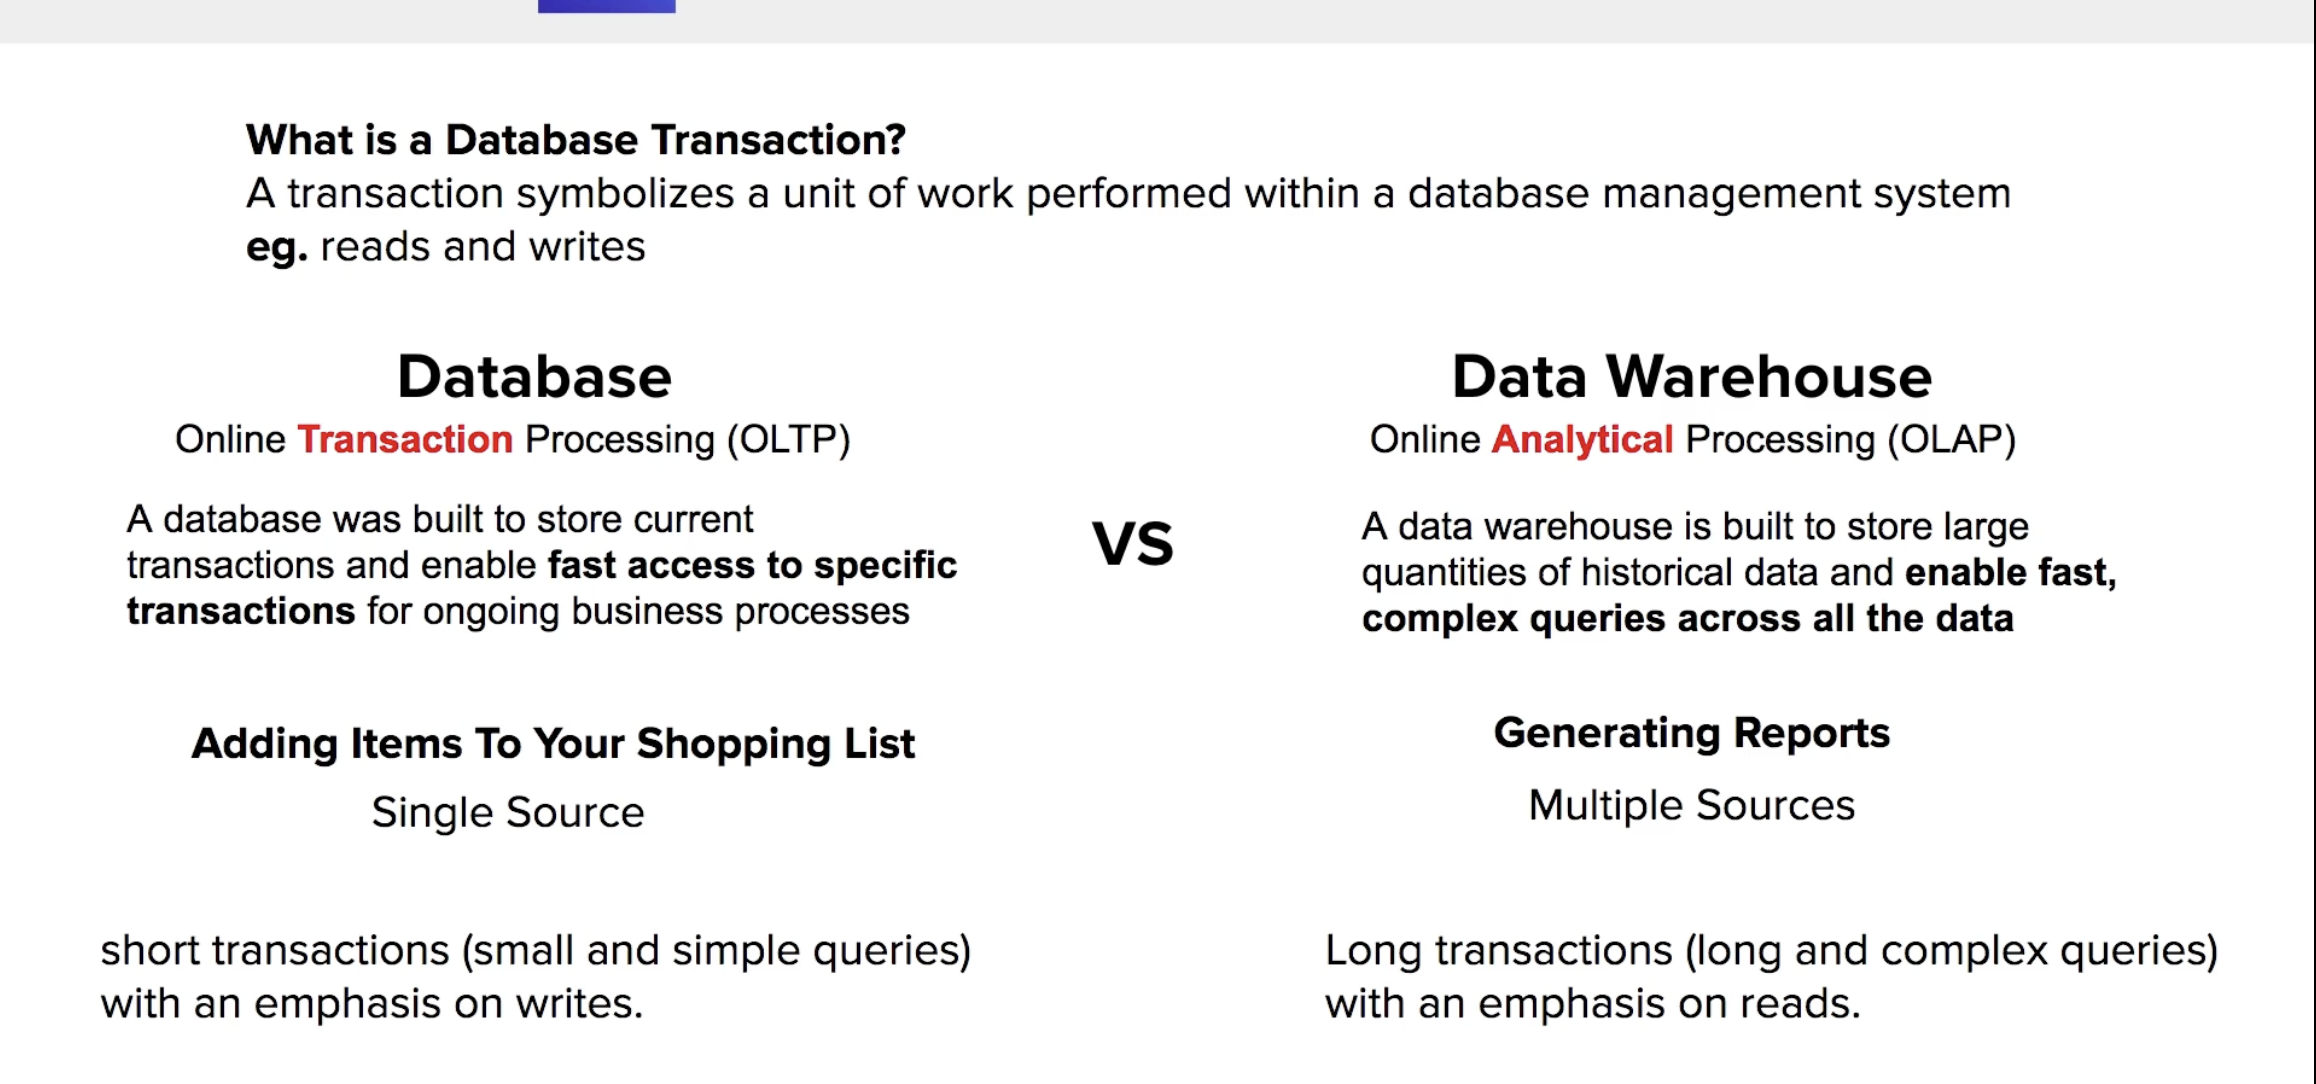 What is a Database Transaction?
A transaction symbolizes a unit of work performed within a database management system
eg. reads and writes
Database
Online Transaction Processing (OLTP)
A database was built to store current
transactions and enable fast access to specific
transactions for ongoing business processes
Adding Items To Your Shopping List
Single Source
short transactions (small and simple queries)
with an emphasis on writes.
VS
Data Warehouse
Online Analytical Processing (OLAP)
A data warehouse is built to store large
quantities of historical data and enable fast,
complex queries across all the data
Generating Reports
Multiple Sources
Long transactions (long and complex queries)
with an emphasis on reads.